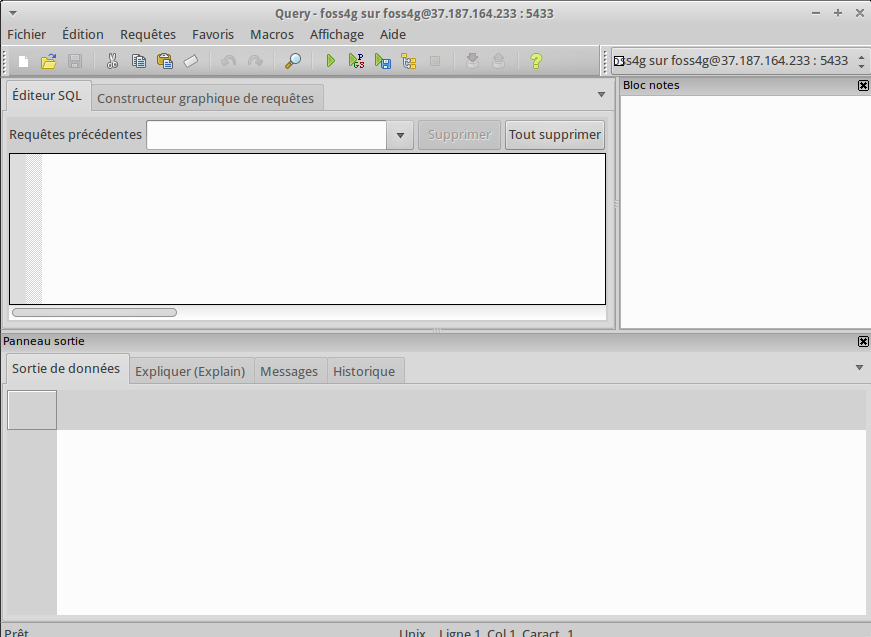 Query - foss4g sur foss4g@37.187.164.233 : 5433
Fichier Édition Requêtes Favoris Macros Affichage Aide
ss4g sur foss4g@37.187.164.233 : 5433
Éditeur SQL Constructeur graphique de requêtes
Bloc notes
Requêtes précédentes Supprimer Tout supprimer
Panneau sortie
Sortie de données Expliquer (Explain) Messages Historique
Prêt Unix Ligne 1, Col 1, Caract. 1